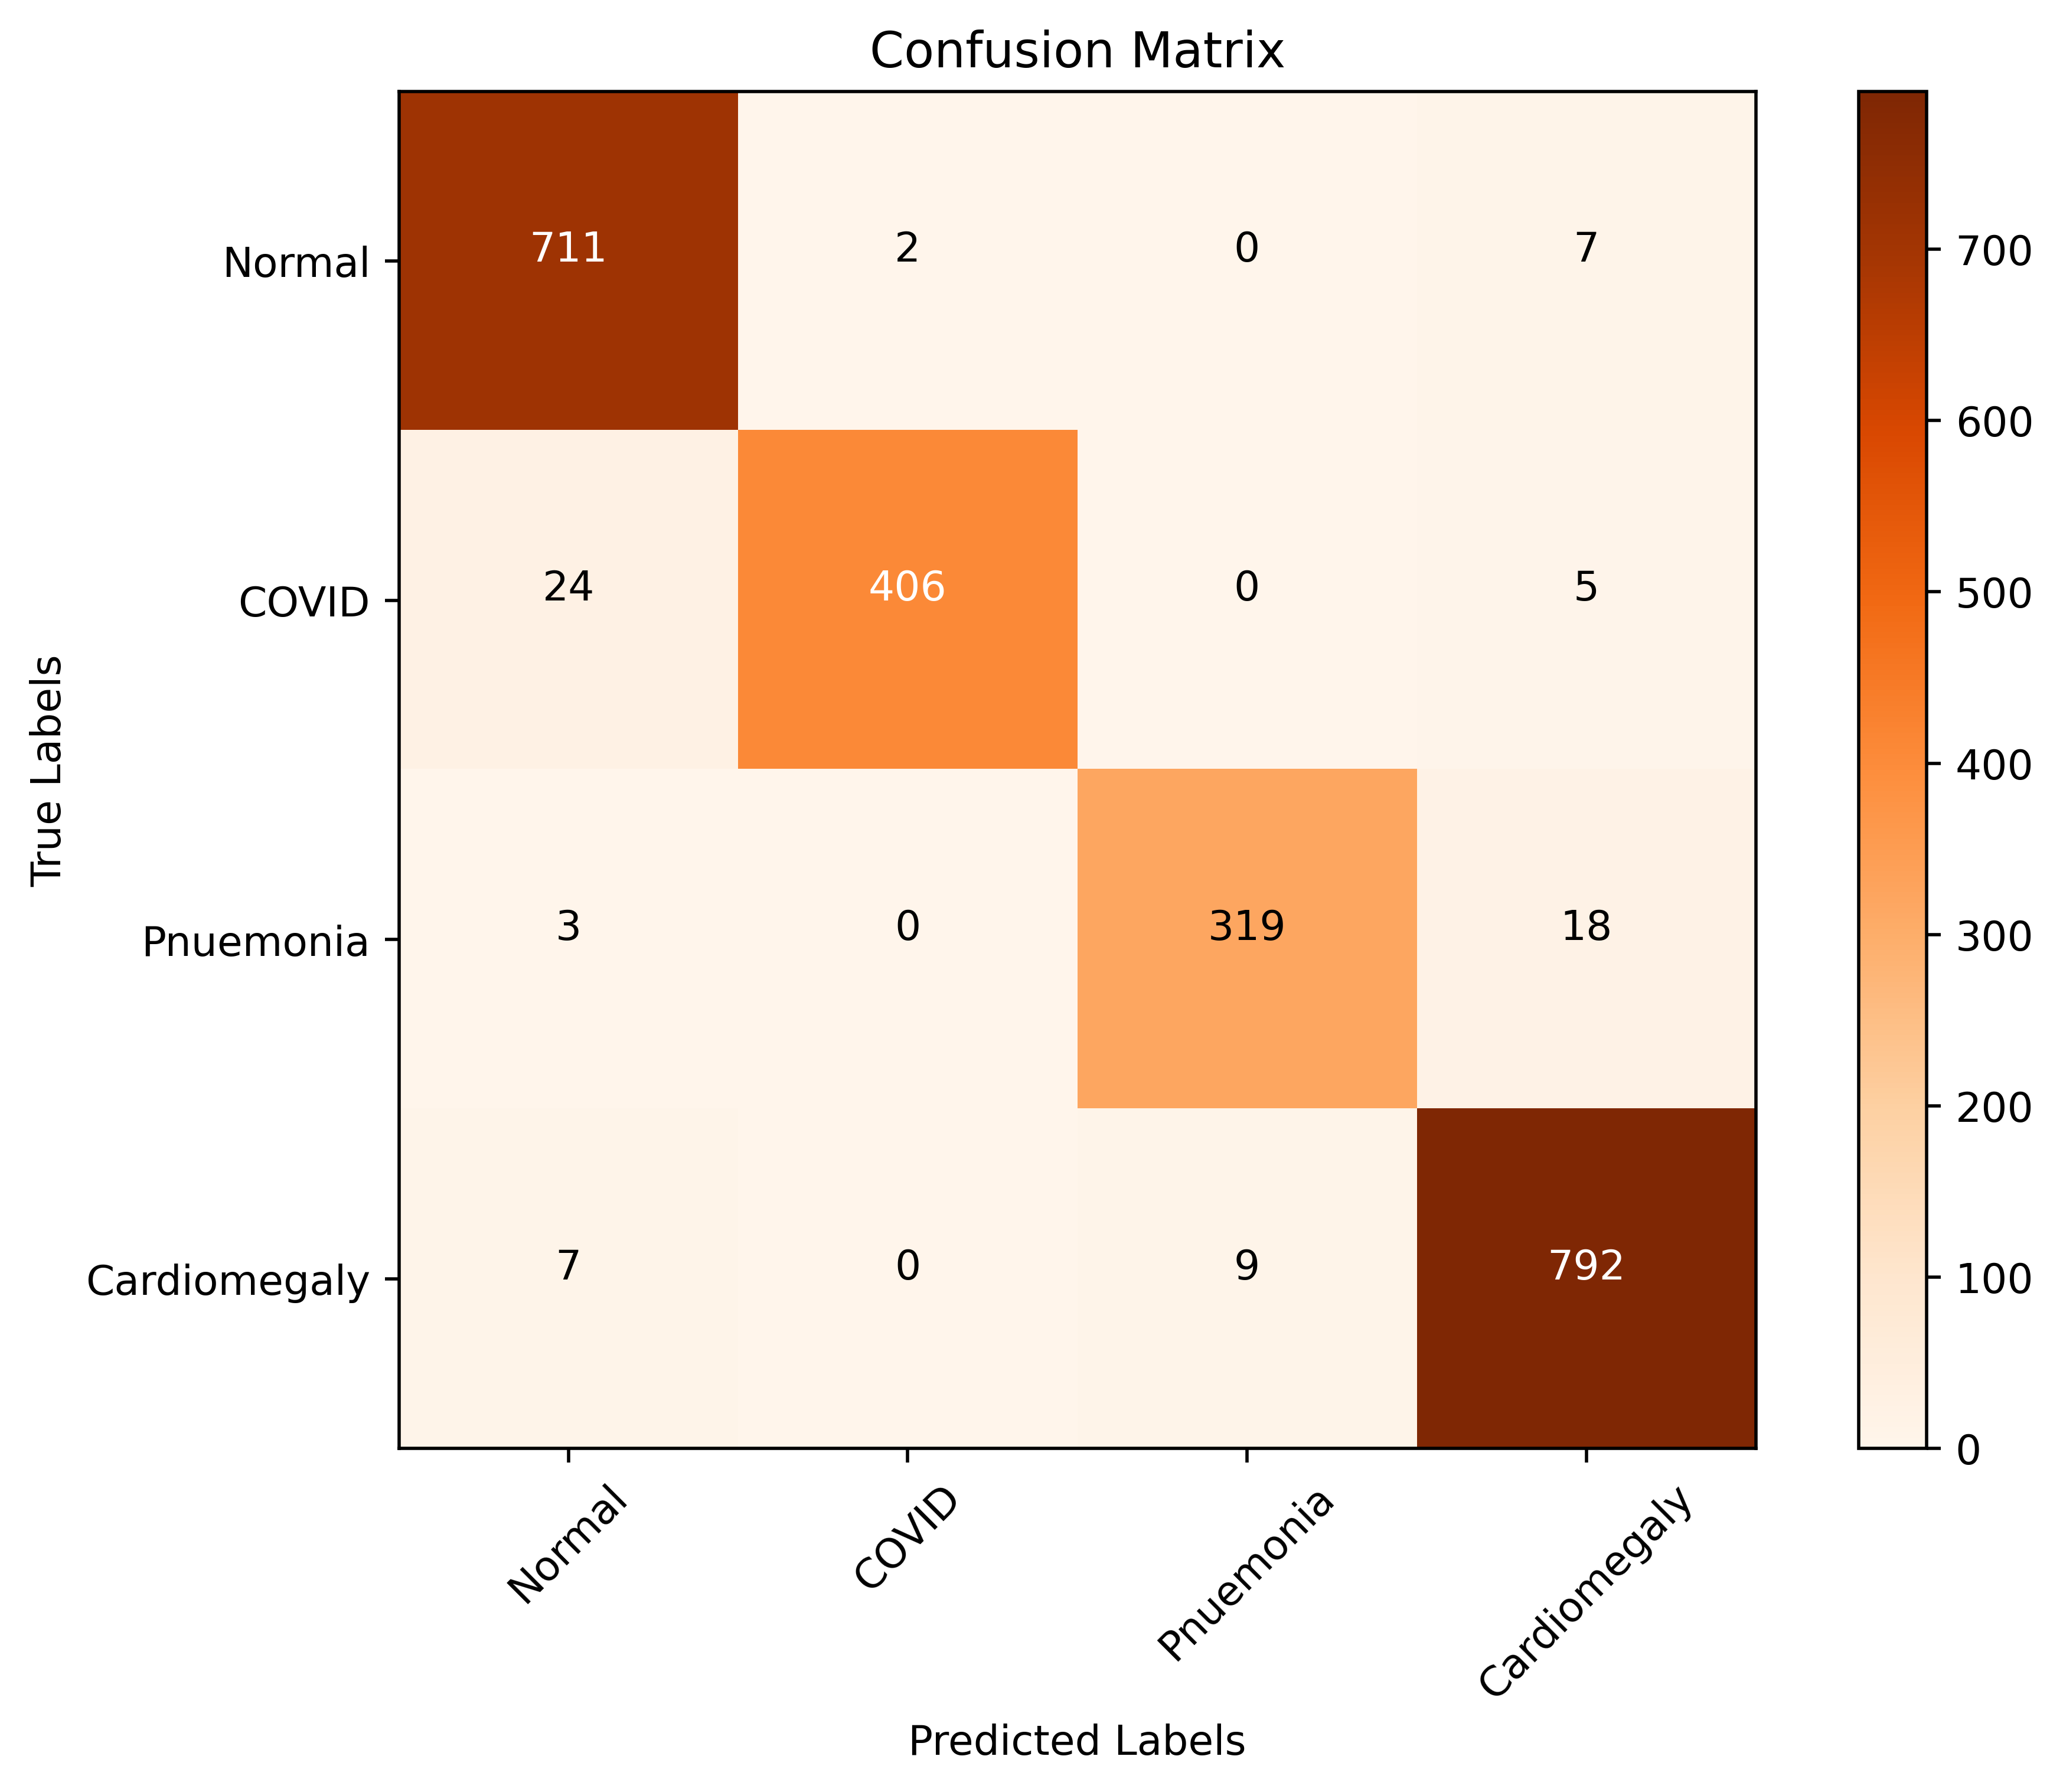 Confusion Matrix
Normal 711 2 0 7
COVID 24 406 0 5
Pnuemonia 3 0 319 18
Cardiomegaly 7 0 9 792
True Labels
Normal COVID Pnuemonia Cardiomegaly
Predicted Labels
700
600
500
400
300
200
100
0